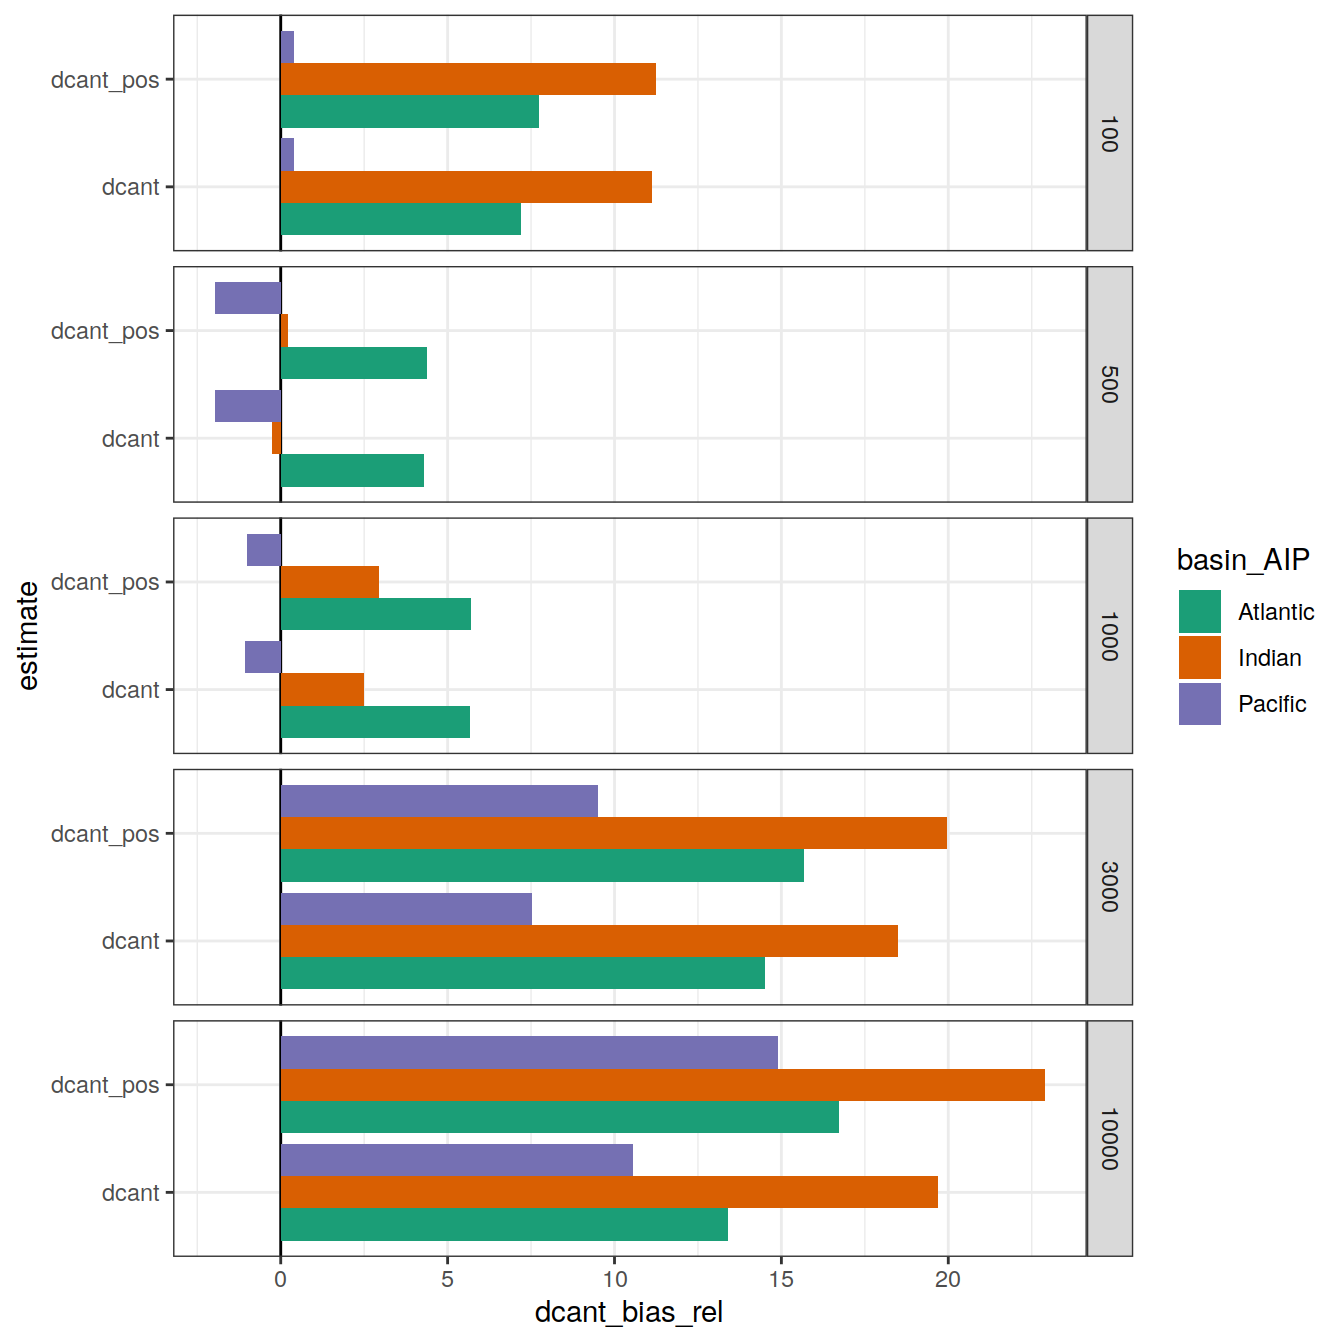 dcant_pos
dcant
100
dcant_pos
dcant
500
dcant_pos
dcant
1000
dcant_pos
dcant
3000
dcant_pos
dcant
10000
estimate
0 5 10 15 20
dcant_bias_rel
basin_AIP
Atlantic
Indian
Pacific